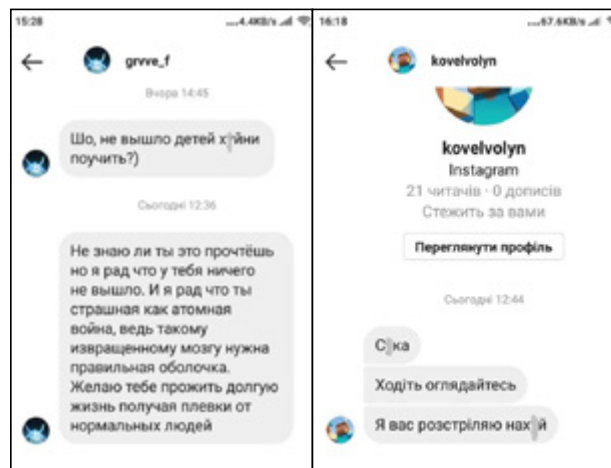 15:28
...4.4KB/s
grvve_f
Вчора 14:45
Шо, не вышло детей х йни
поучить?)
Сьогодні 12:36
Не знаю ли ты это прочтёшь
но я рад что у тебя ничего
не вышло. И я рад что ты
страшная как атомная
война, ведь такому
извращенному мозгу нужна
правильная оболочка.
Желаю тебе прожить долгую
жизнь получая плевки от
нормальных людей
16:18
...67.6KB/s
kovelvolyn
kovelvolyn
Instagram
21 читачів · 0 дописів
Стежить за вами
Переглянути профіль
Сьогодні 12:44
С ка
Ходіть оглядайтесь
Я вас розстріляю нах й